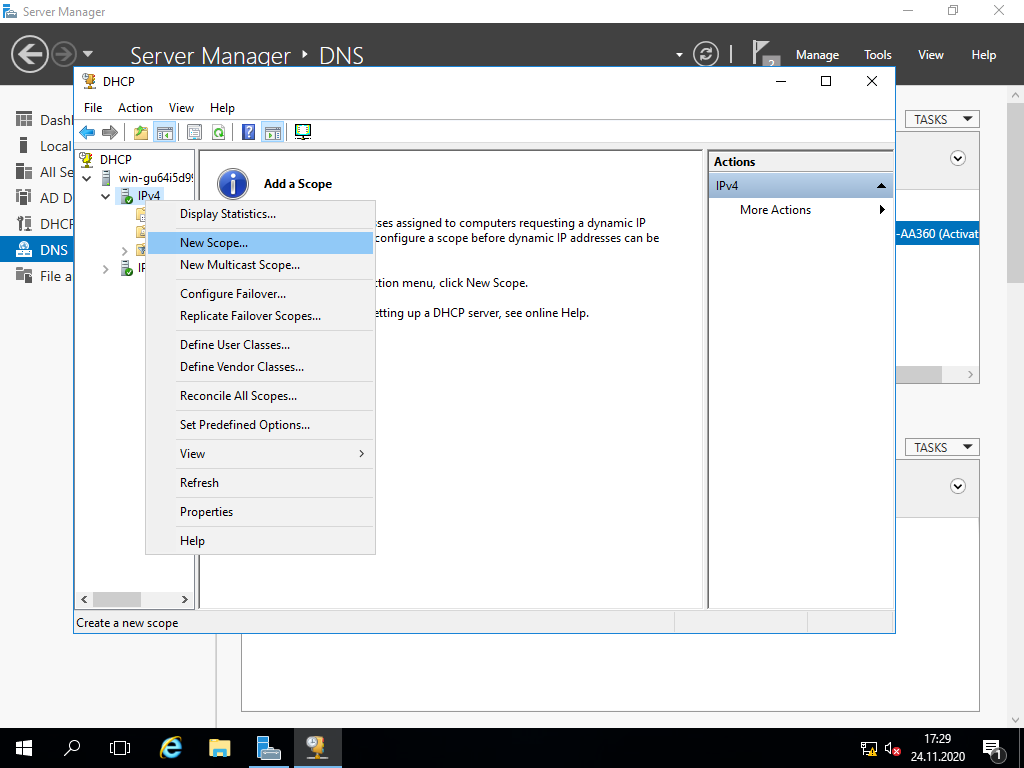 Server Manager
Server Manager
DNS
2
Manage
Tools
View
Help
DHCP
File
Action
View
Help
Dash
Local
All Se
AD D
DHCP
DNS
File a
DHCP
win-gu64i5d9
IPv4
Add a Scope
sses assigned to computers requesting a dynamic IP
configure a scope before dynamic IP addresses can be
ction menu, click New Scope.
etting up a DHCP server, see online Help.
Display Statistics...
New Scope...
New Multicast Scope...
Configure Failover...
Replicate Failover Scopes...
Define User Classes...
Define Vendor Classes...
Reconcile All Scopes...
Set Predefined Options...
View
Refresh
Properties
Help
Actions
IPv4
More Actions
TASKS
-AA360 (Activat
TASKS
Create a new scope
17:29
24.11.2020
1